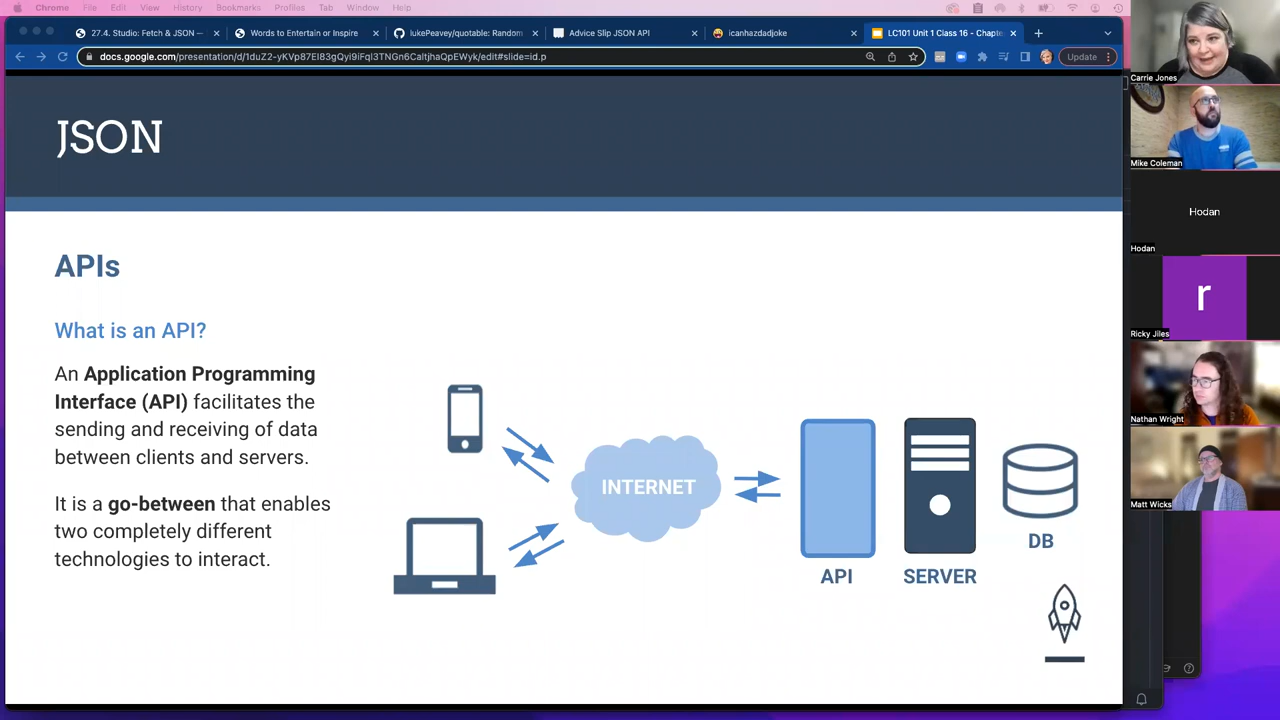 Chrome File Edit View History Bookmarks Profiles Tab Window Help
27.4. Studio: Fetch & JSON —
Words to Entertain or Inspire
lukePeavey/quotable: Random
Advice Slip JSON API
icanhazdadjoke
LC101 Unit 1 Class 16 - Chapte
docs.google.com/presentation/d/1duZ2-yKVp87EI83gQyI9iFqI3TNGn6CaltjhaQpEWyk/edit#slide=id.p
Update
JSON
APIs
What is an API?
An Application Programming
Interface (API) facilitates the
sending and receiving of data
between clients and servers.
It is a go-between that enables
two completely different
technologies to interact.
INTERNET
API
SERVER
DB
Carrie Jones
Mike Coleman
Hodan
Hodan
r
Ricky Jiles
Nathan Wright
Matt Wicks